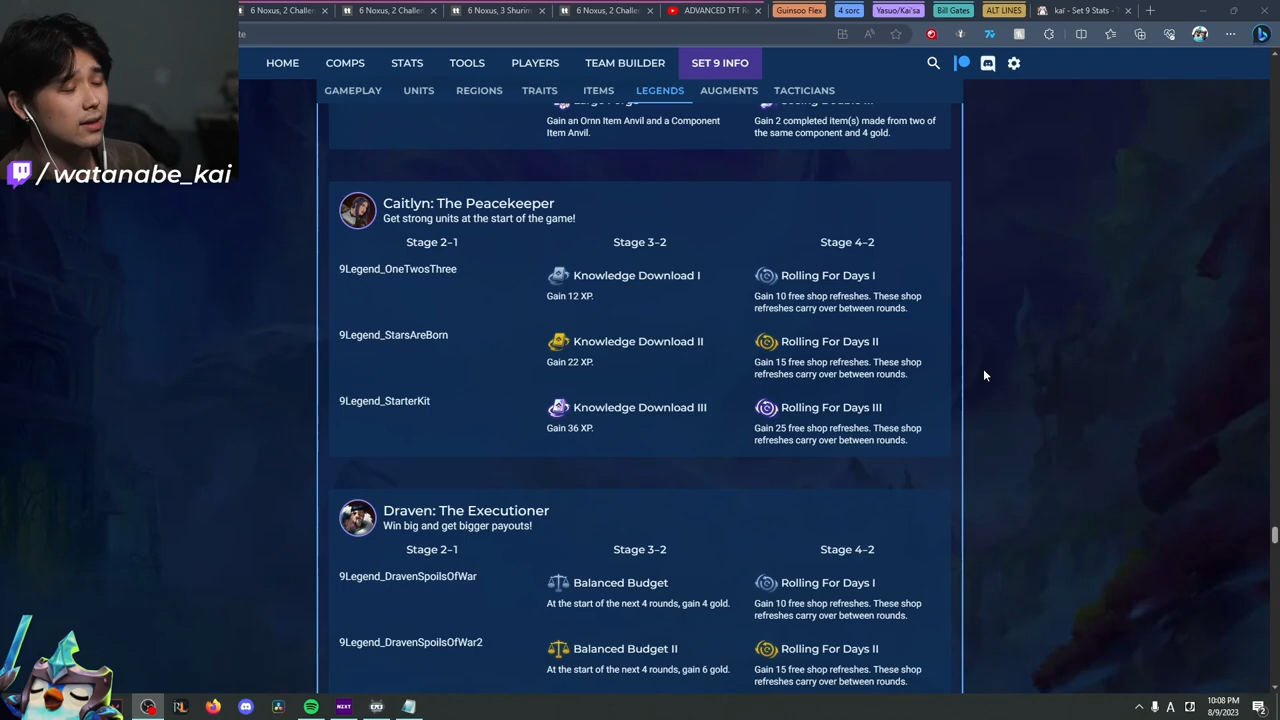 6 Noxus, 2 Challen
6 Noxus, 2 Challen
6 Noxus, 3 Shurim
6 Noxus, 2 Challen
ADVANCED TFT R
Guinsoo Flex
4 sorc
Yasuo/Kai'sa
Bill Gates
ALT LINES
kai - Set 9 Stats -
te
HOME
COMPS
STATS
TOOLS
PLAYERS
TEAM BUILDER
SET 9 INFO
GAMEPLAY
UNITS
REGIONS
TRAITS
ITEMS
LEGENDS
AUGMENTS
TACTICIANS
/ watanabe_kai
Gain an Ornn Item Anvil and a Component
Item Anvil.
Gain 2 completed item(s) made from two of
the same component and 4 gold.
Caitlyn: The Peacekeeper
Get strong units at the start of the game!
Stage 2-1
Stage 3-2
Stage 4-2
9Legend_OneTwosThree
Knowledge Download I
Gain 12 XP.
Rolling For Days I
Gain 10 free shop refreshes. These shop
refreshes carry over between rounds.
9Legend_StarsAreBorn
Knowledge Download II
Gain 22 XP.
Rolling For Days II
Gain 15 free shop refreshes. These shop
refreshes carry over between rounds.
9Legend_StarterKit
Knowledge Download III
Gain 36 XP.
Rolling For Days III
Gain 25 free shop refreshes. These shop
refreshes carry over between rounds.
Draven: The Executioner
Win big and get bigger payouts!
Stage 2-1
Stage 3-2
Stage 4-2
9Legend_DravenSpoilsOfWar
Balanced Budget
At the start of the next 4 rounds, gain 4 gold.
Rolling For Days I
Gain 10 free shop refreshes. These shop
refreshes carry over between rounds.
9Legend_DravenSpoilsOfWar2
Balanced Budget II
At the start of the next 4 rounds, gain 6 gold.
Rolling For Days II
Gain 15 free shop refreshes. These shop
refreshes carry over between rounds.
10:08 PM
8/9/2023